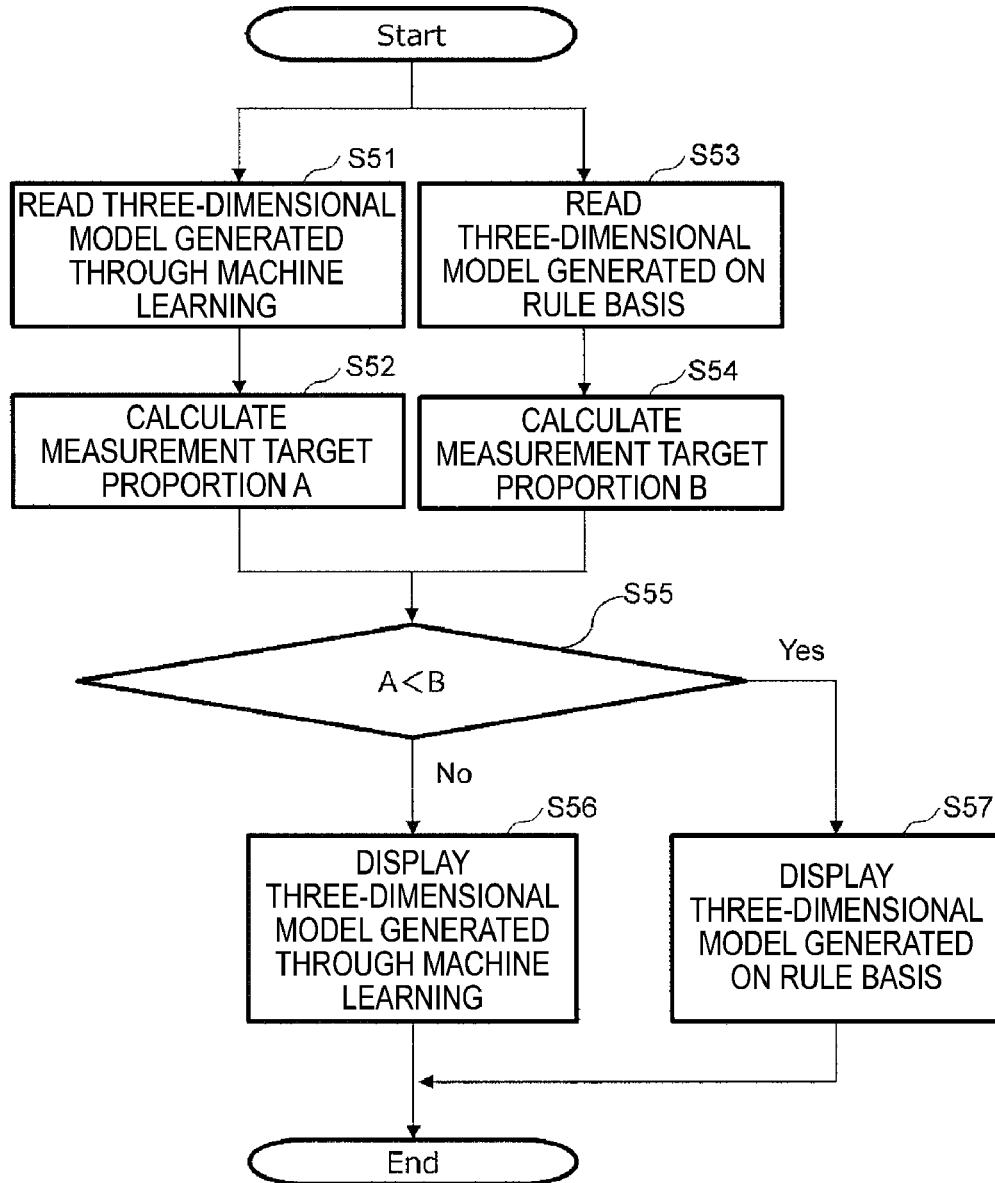 Start
S51
READ THREE-DIMENSIONAL
MODEL GENERATED
THROUGH MACHINE
LEARNING
S53
READ
THREE-DIMENSIONAL
MODEL GENERATED ON
RULE BASIS
S52
CALCULATE
MEASUREMENT TARGET
PROPORTION A
S54
CALCULATE
MEASUREMENT TARGET
PROPORTION B
S55
A<B
Yes
No
S56
DISPLAY
THREE-DIMENSIONAL
MODEL GENERATED
THROUGH MACHINE
LEARNING
S57
DISPLAY
THREE-DIMENSIONAL
MODEL GENERATED
ON RULE BASIS
End